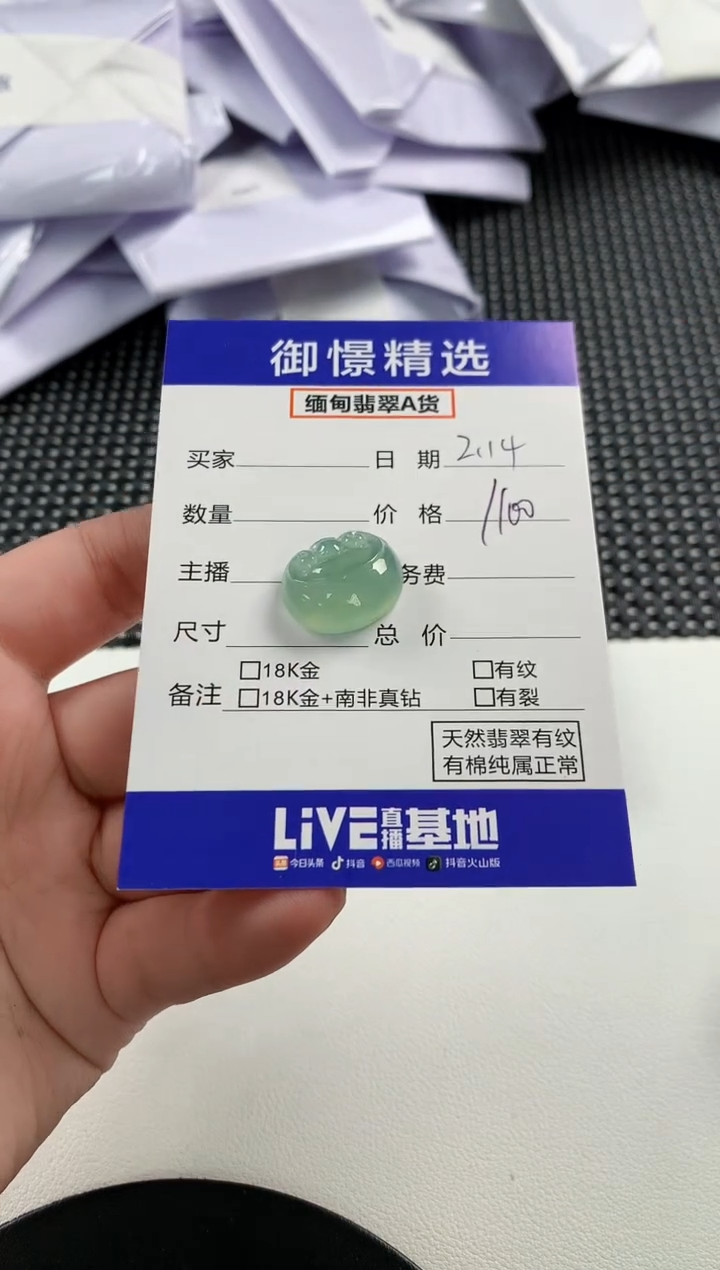 御憬精选
缅甸翡翠A货
买家 日期 2.14
数量 价格 1100
主播 务费
尺寸 总价
备注 □18K金 □有纹
□18K金+南非真钻 □有裂
天然翡翠有纹
有棉纯属正常
LiVE直播基地
今日头条 抖音 西瓜视频 抖音火山版